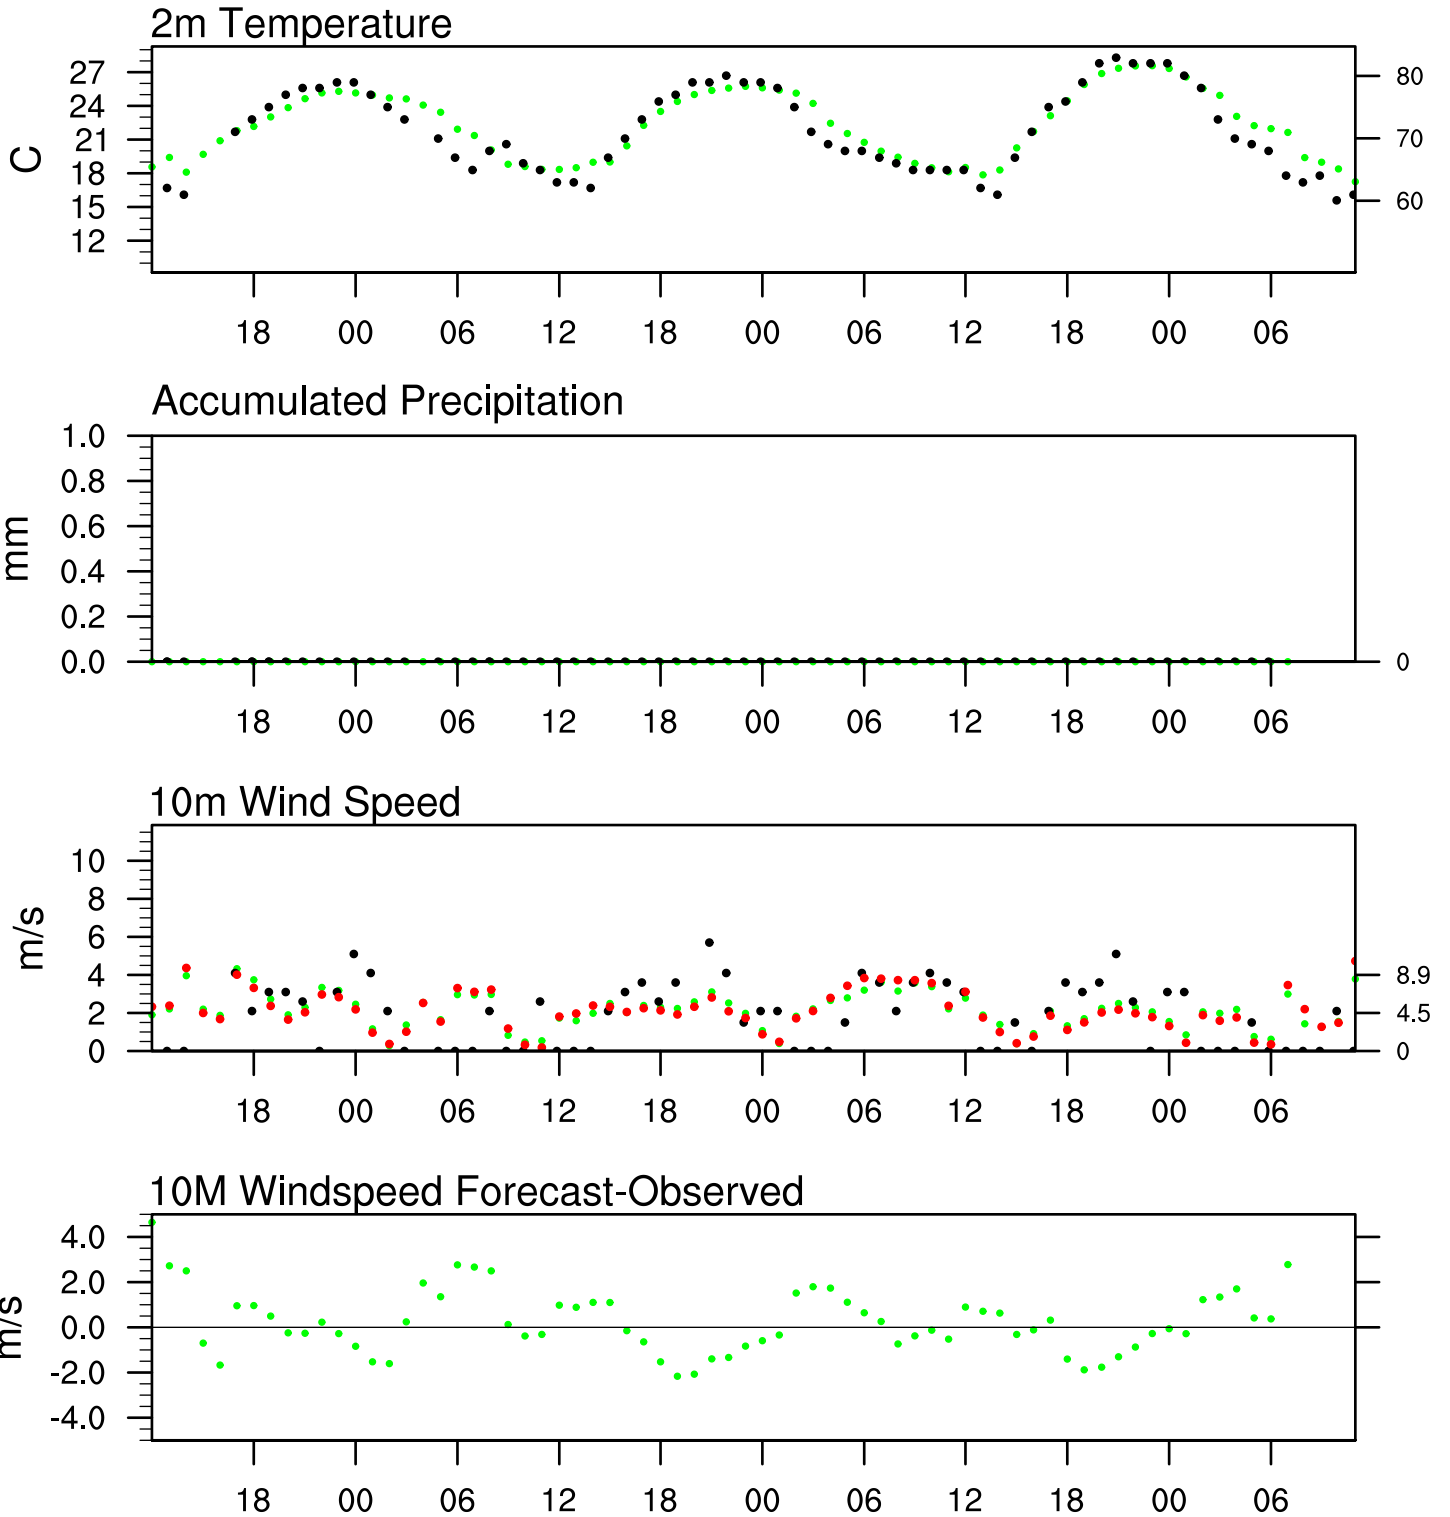 2m Temperature
27
24
21
18
15
12
C
80
70
60
18 00 06 12 18 00 06 12 18 00 06
Accumulated Precipitation
1.0
0.8
0.6
0.4
0.2
0.0
mm
0
18 00 06 12 18 00 06 12 18 00 06
10m Wind Speed
10
8
6
4
2
0
m/s
8.9
4.5
0
18 00 06 12 18 00 06 12 18 00 06
10M Windspeed Forecast-Observed
4.0
2.0
0.0
-2.0
-4.0
m/s
18 00 06 12 18 00 06 12 18 00 06